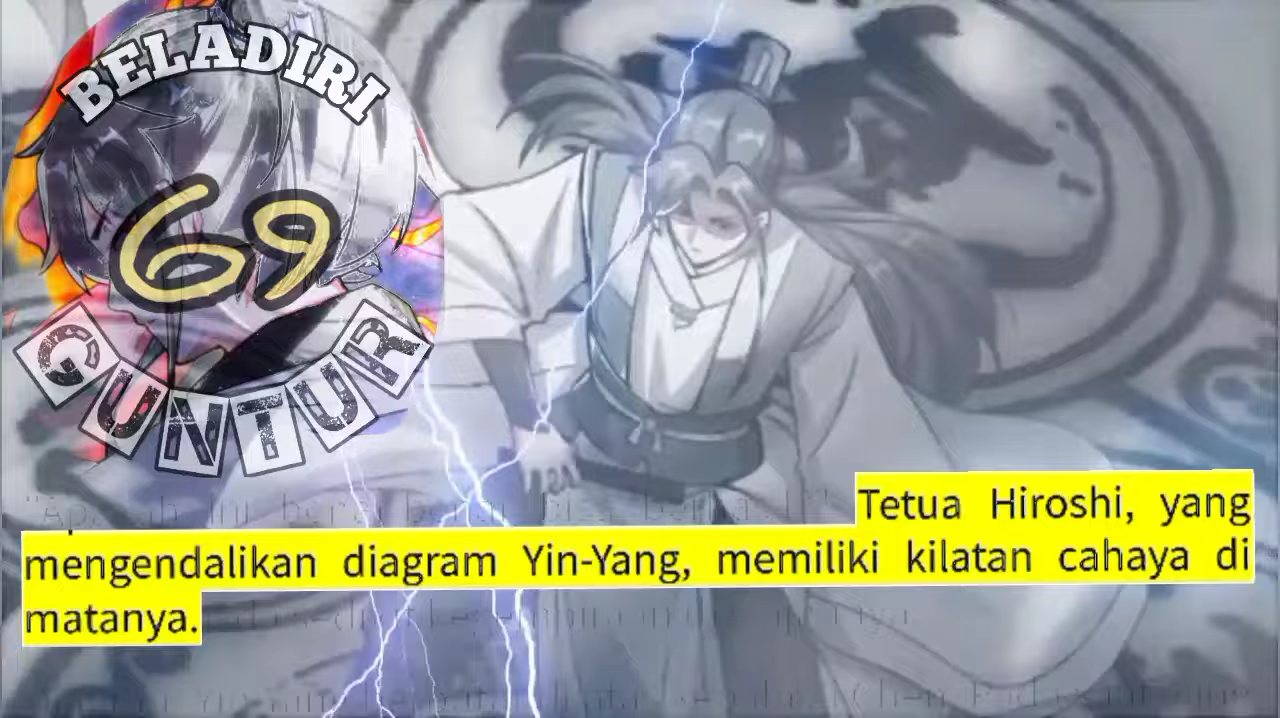 BELADIRI
69
GUNTUR
Tetua Hiroshi, yang
mengendalikan diagram Yin-Yang, memiliki kilatan cahaya di
matanya.